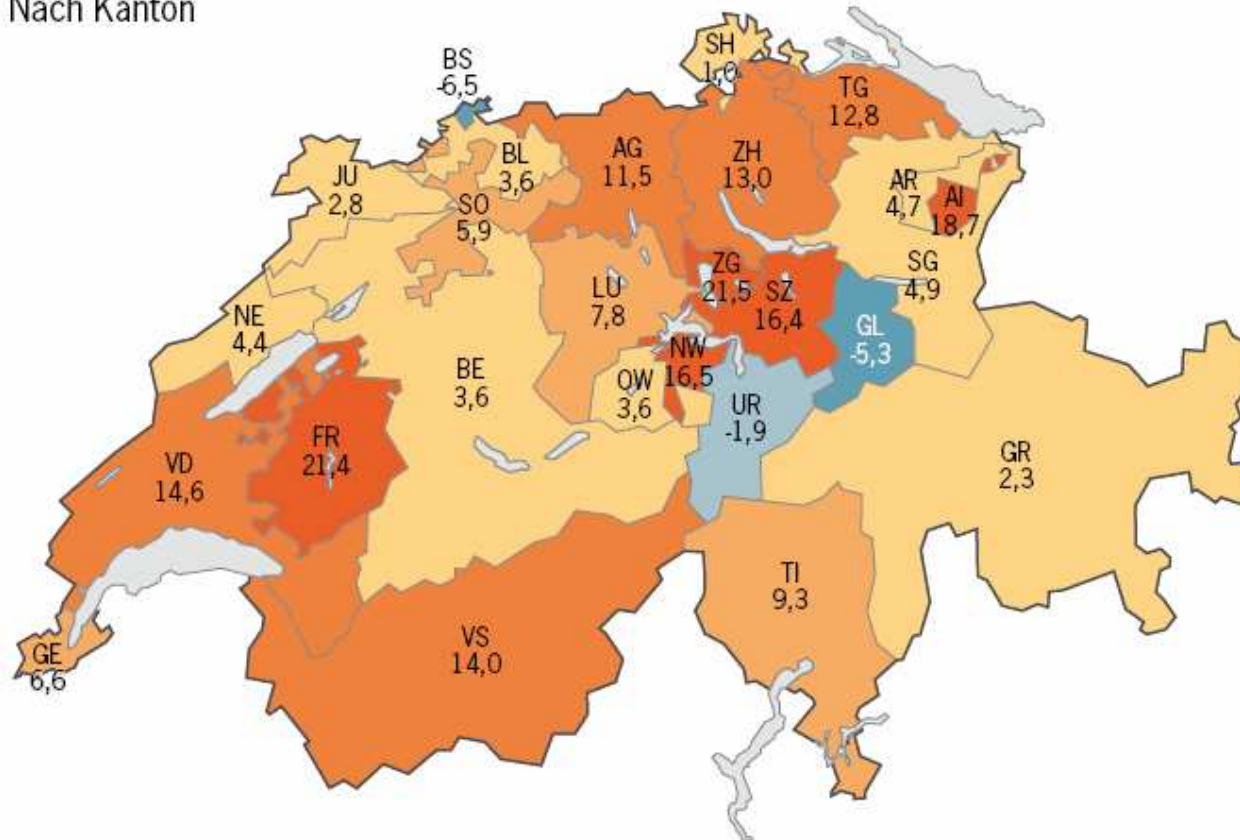 Nach Kanton
SH
1,0
BS
-6,5
TG
12,8
BL
3,6
AG
11,5
ZH
13,0
JU
2,8
AR
4,7
AI
18,7
SO
5,9
SG
4,9
ZG
21,5
SZ
16,4
LU
7,8
NE
4,4
GL
-5,3
NW
16,5
OW
3,6
BE
3,6
UR
-1,9
FR
21,4
VD
14,6
GR
2,3
TI
9,3
VS
14,0
GE
6,6